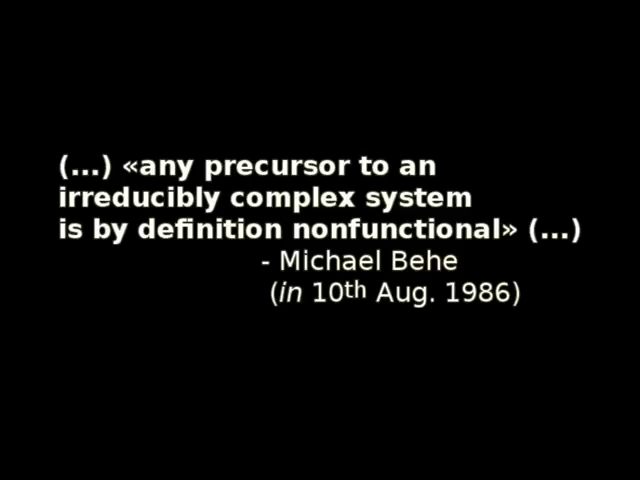 (...) «any precursor to an
irreducibly complex system
is by definition nonfunctional» (...)
- Michael Behe
(in 10th Aug. 1986)